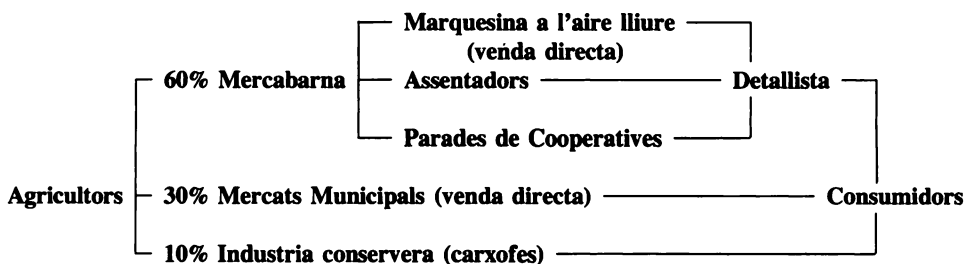 Marquesina a l'aire lliure
(venda directa)
60% Mercabarna Assentadors Detallista
Parades de Cooperatives
Agricultors 30% Mercats Municipals (venda directa) Consumidors
10% Industria conservera (carxofes)